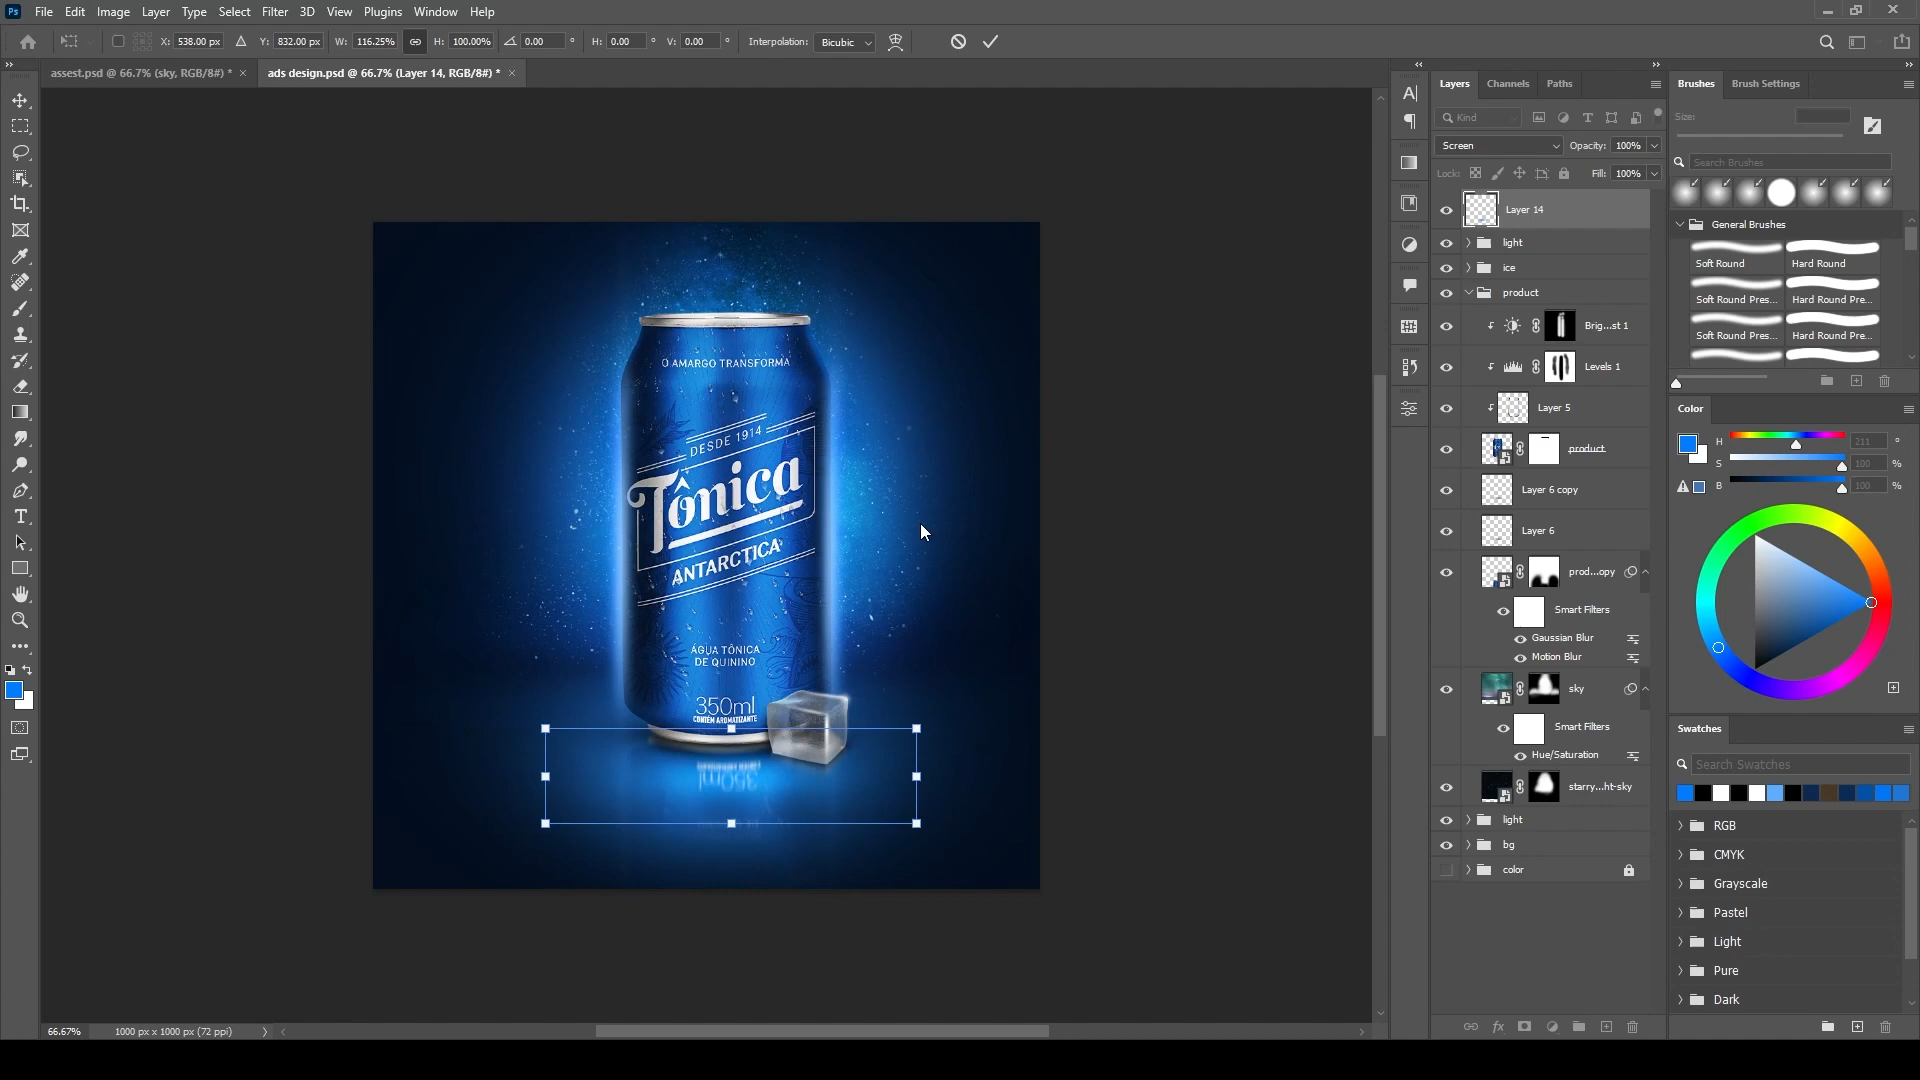 Ps File Edit Image Layer Type Select Filter 3D View Plugins Window Help
X: 538.00 px Y: 832.00 px W: 116.25% H: 100.00% 0.00 ° H: 0.00 ° V: 0.00 ° Interpolation: Bicubic
assest.psd @ 66.7% (sky, RGB/8#) * ×
ads design.psd @ 66.7% (Layer 14, RGB/8#) * ×
O AMARGO TRANSFORMA
DESDE 1914
Tônica
ANTARCTICA
ÁGUA TÔNICA
DE QUININO
350ml
CONTÉM AROMATIZANTE
350ml
66.67% 1000 px x 1000 px (72 ppi)
Layers Channels Paths
Kind
Screen Opacity: 100%
Lock: Fill: 100%
Layer 14
light
ice
product
Brig...st 1
Levels 1
Layer 5
product
Layer 6 copy
Layer 6
prod...opy
Smart Filters
Gaussian Blur
Motion Blur
sky
Smart Filters
Hue/Saturation
starry...ht-sky
light
bg
color
Brushes Brush Settings
Size:
Search Brushes
General Brushes
Soft Round Hard Round
Soft Round Pres... Hard Round Pre...
Soft Round Pres... Hard Round Pre...
Color
H 211 °
S 100 %
B 100 %
Swatches
Search Swatches
RGB
CMYK
Grayscale
Pastel
Light
Pure
Dark